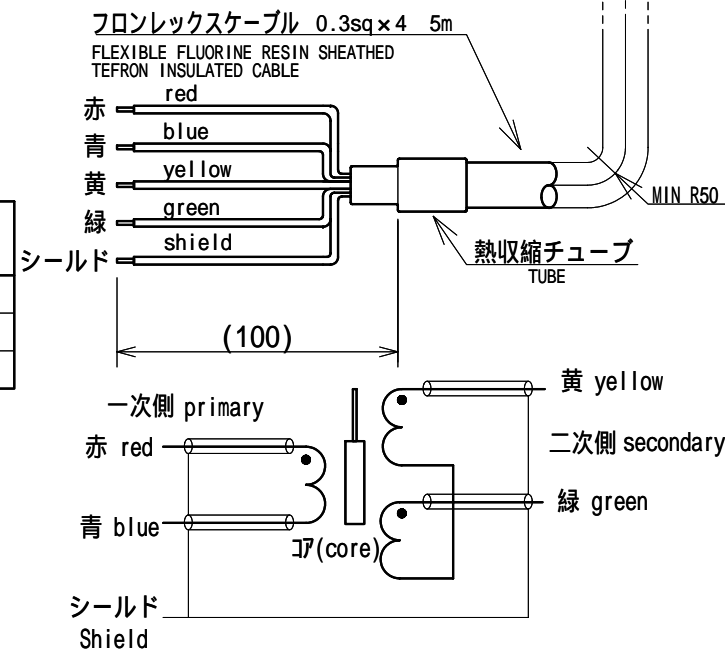 フロンレックスケーブル 0.3sq×4 5m
FLEXIBLE FLUORINE RESIN SHEATHED
TEFRON INSULATED CABLE
赤 red
青 blue
黄 yellow
緑 green
シールド shield
MIN R50
熱収縮チューブ
TUBE
(100)
黄 yellow
一次側 primary
赤 red
二次側 secondary
緑 green
青 blue
コア(core)
シールド
Shield